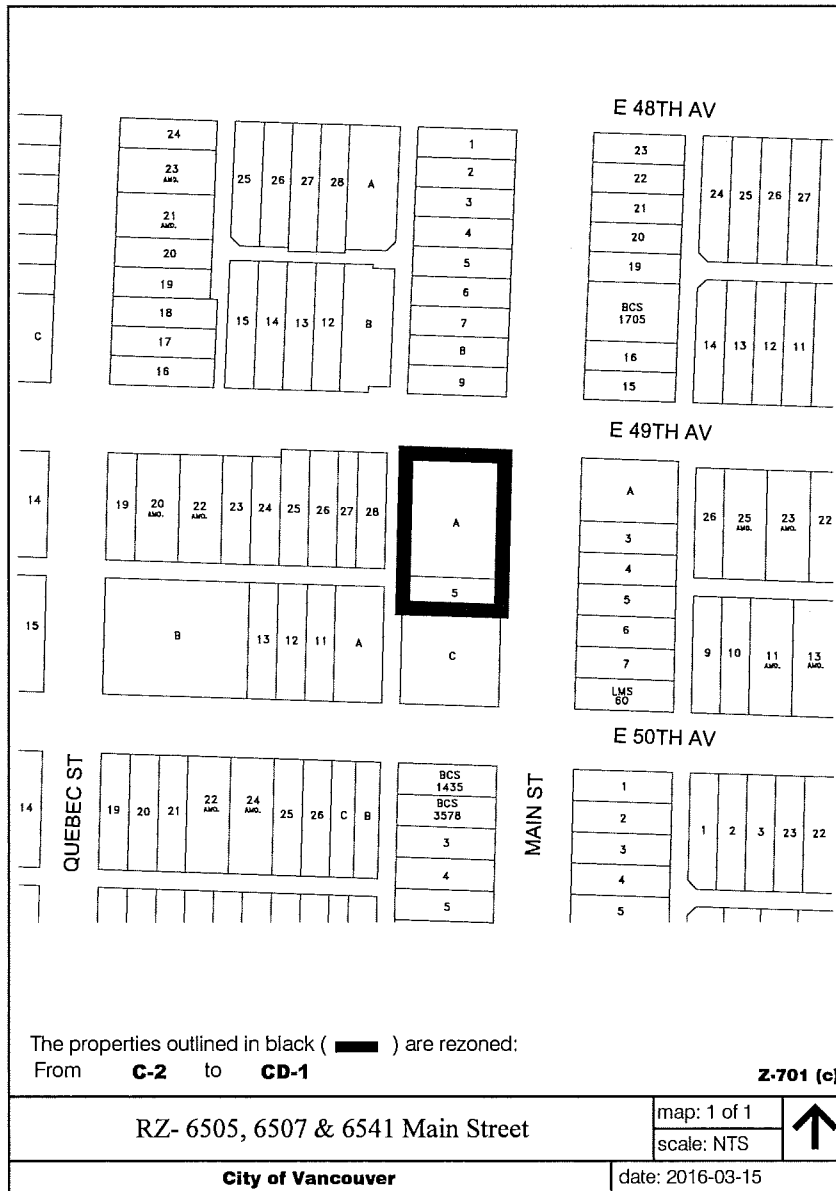 E 48TH AV
24
23
AMD.
21
AMD.
20
19
18
17
16
C
25 26 27 28 A
15 14 13 12 B
1
2
3
4
5
6
7
8
9
23
22
21
20
19
BCS
1705
16
15
24 25 26 27
14 13 12 11
E 49TH AV
14
19 20 22 23 24 25 26 27 28
AMD. AMD.
A
5
C
A
3
4
5
6
7
LMS
60
26 25 23 22
AMD. AMD.
15
B 13 12 11 A
9 10 11 13
AMD. AMD.
E 50TH AV
14
QUEBEC ST
19 20 21 22 24 25 26 C B
AMD. AMD.
BCS
1435
BCS
3578
3
4
5
MAIN ST
1
2
3
4
5
1 2 3 23 22
The properties outlined in black ( ) are rezoned:
From C-2 to CD-1
Z-701 (c)
RZ- 6505, 6507 & 6541 Main Street
map: 1 of 1
scale: NTS
City of Vancouver
date: 2016-03-15